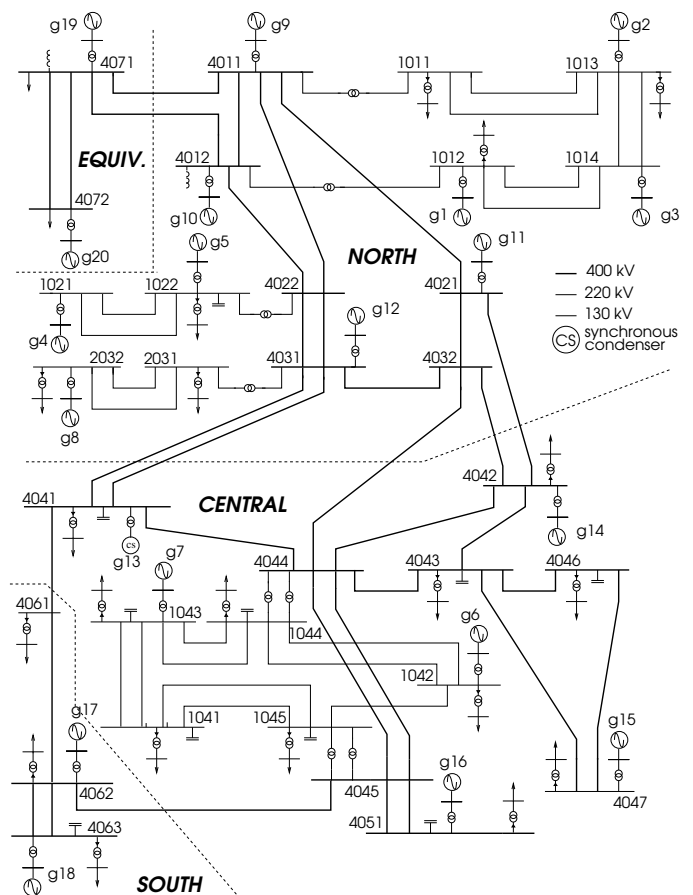 g19
g9
g2
4071
4011
1011
1013
EQUIV.
4012
1012
1014
4072
g10
g1
g3
g20
g5
NORTH
g11
1021
1022
4022
4021
400 kV
220 kV
130 kV
CS synchronous
condenser
g4
g12
2032
2031
4031
4032
g8
4042
4041
CENTRAL
cs
g13
g7
g14
4044
4043
4046
4061
1043
1044
g6
1042
g17
1041
1045
g15
g16
4062
4045
4047
4063
4051
g18
SOUTH